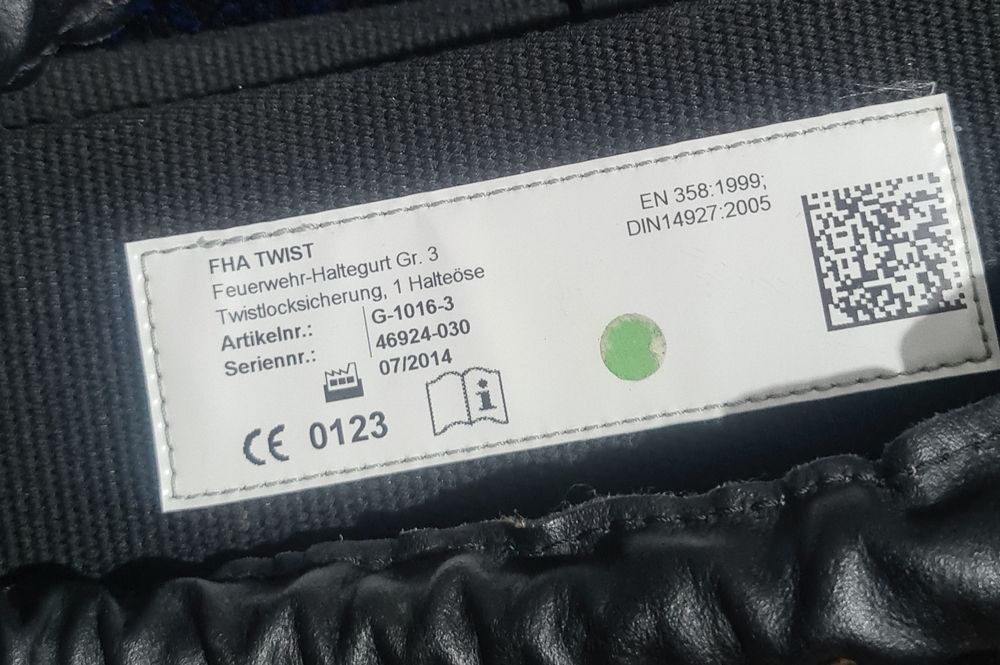 FHA TWIST
Feuerwehr-Haltegurt Gr. 3
Twistlocksicherung, 1 Halteöse
Artikelnr.: G-1016-3
Seriennr.: 46924-030
07/2014
CE 0123
i
EN 358:1999;
DIN14927:2005